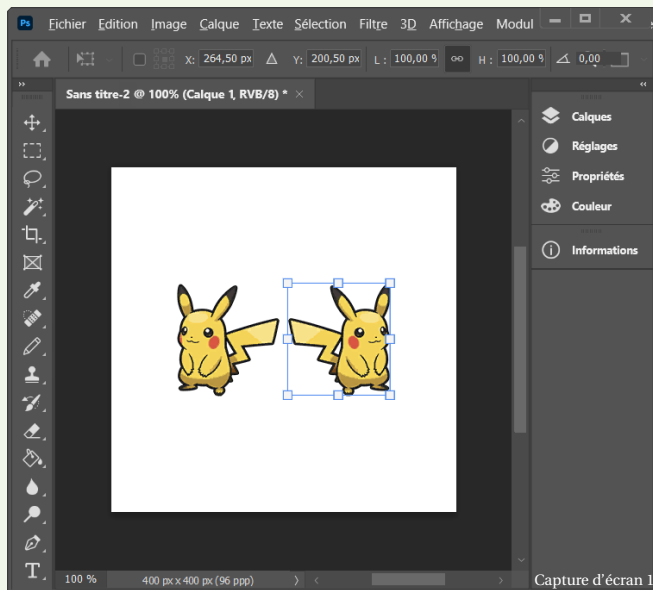 Ps Fichier Edition Image Calque Texte Sélection Filtre 3D Affichage Modul
X: 264,50 px Y: 200,50 px L: 100,00 % H: 100,00 % 0,00
Sans titre-2 @ 100% (Calque 1, RVB/8) * ×
Calques
Réglages
Propriétés
Couleur
Informations
T
100 % 400 px x 400 px (96 ppp)
Capture d'écran 1